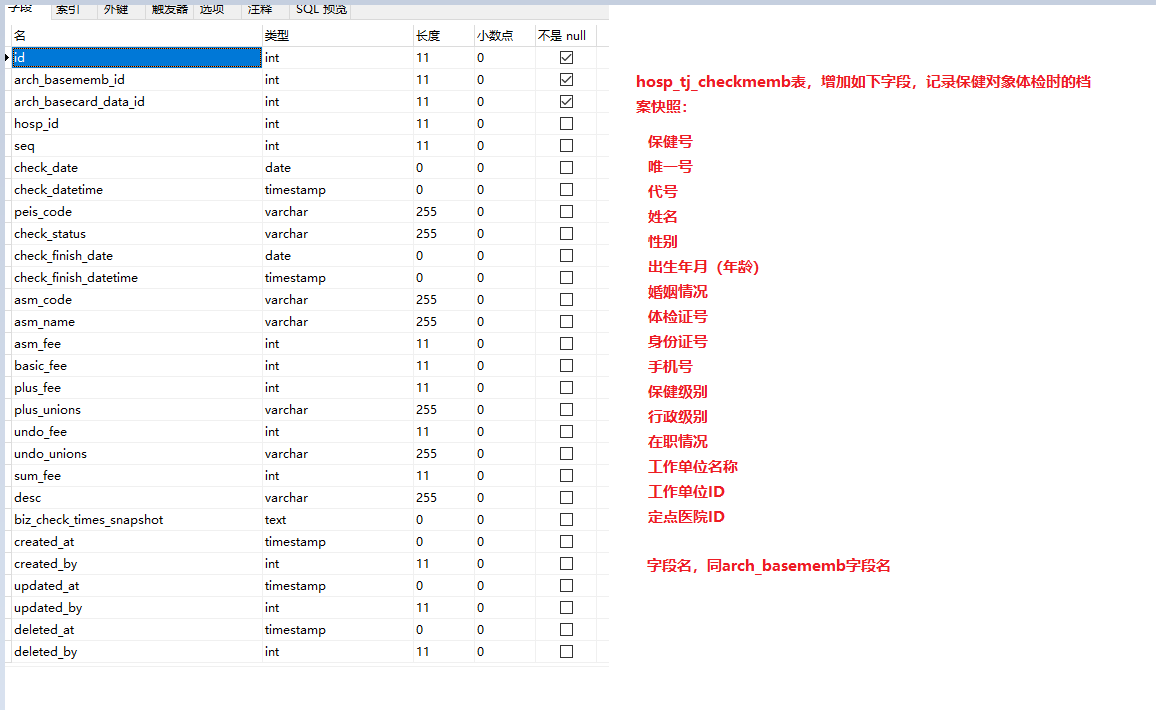 字段 索引 外键 触发器 选项 注释 SQL 预览
名 类型 长度 小数点 不是 null
id int 11 0
arch_basememb_id int 11 0
arch_basecard_data_id int 11 0
hosp_id int 11 0
seq int 11 0
check_date date 0 0
check_datetime timestamp 0 0
peis_code varchar 255 0
check_status varchar 255 0
check_finish_date date 0 0
check_finish_datetime timestamp 0 0
asm_code varchar 255 0
asm_name varchar 255 0
asm_fee int 11 0
basic_fee int 11 0
plus_fee int 11 0
plus_unions varchar 255 0
undo_fee int 11 0
undo_unions varchar 255 0
sum_fee int 11 0
desc varchar 255 0
biz_check_times_snapshot text 0 0
created_at timestamp 0 0
created_by int 11 0
updated_at timestamp 0 0
updated_by int 11 0
deleted_at timestamp 0 0
deleted_by int 11 0
hosp_tj_checkmemb表，增加如下字段，记录保健对象体检时的档
案快照：
保健号
唯一号
代号
姓名
性别
出生年月（年龄）
婚姻情况
体检证号
身份证号
手机号
保健级别
行政级别
在职情况
工作单位名称
工作单位ID
定点医院ID
字段名，同arch_basememb字段名